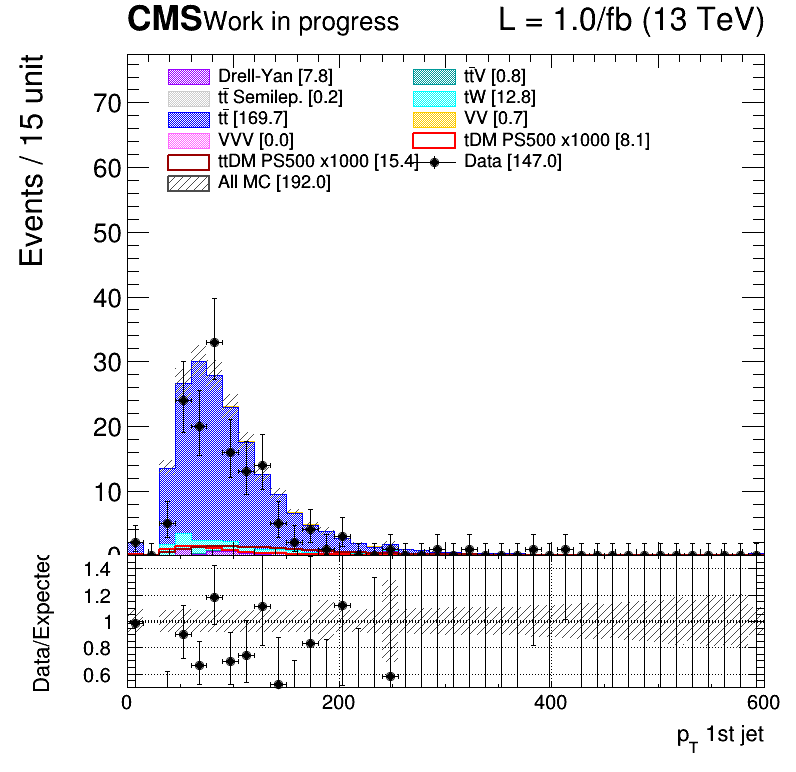 CMS Work in progress L = 1.0/fb (13 TeV)
Events / 15 unit
Drell-Yan [7.8] tt̄V [0.8]
tt̄ Semilep. [0.2] tW [12.8]
tt̄ [169.7] VV [0.7]
VVV [0.0] tDM PS500 x1000 [8.1]
ttDM PS500 x1000 [15.4] Data [147.0]
All MC [192.0]
70
60
50
40
30
20
10
0
Data/Expected
1.4
1.2
1
0.8
0.6
0 200 400 600
p_T 1st jet